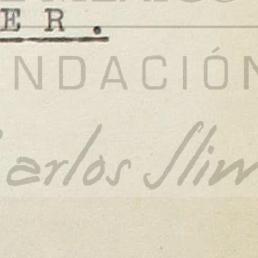 E R .
NDACIÓN
arlos Slim